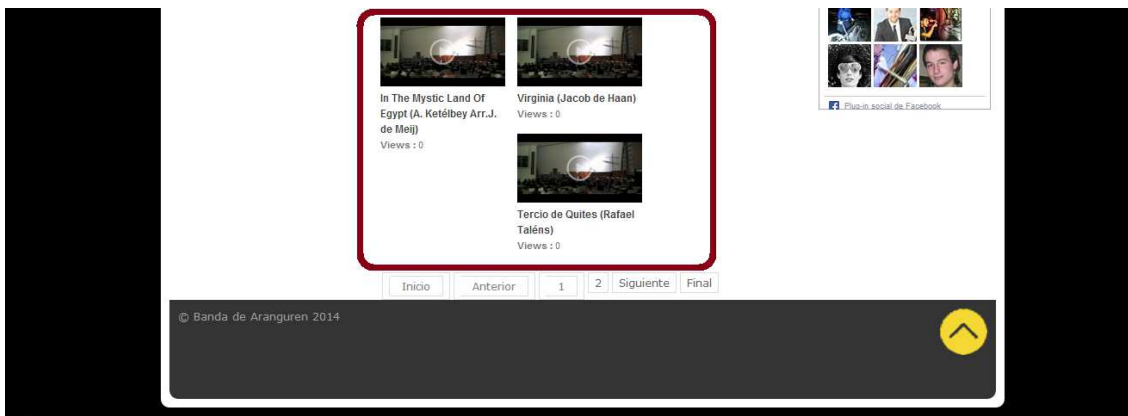 In The Mystic Land Of
Egypt (A. Ketélbey Arr.J.
de Meij)
Views : 0
Virginia (Jacob de Haan)
Views : 0
Tercio de Quites (Rafael
Taléns)
Views : 0
Plug-in social de Facebook
Inicio Anterior 1 2 Siguiente Final
© Banda de Aranguren 2014